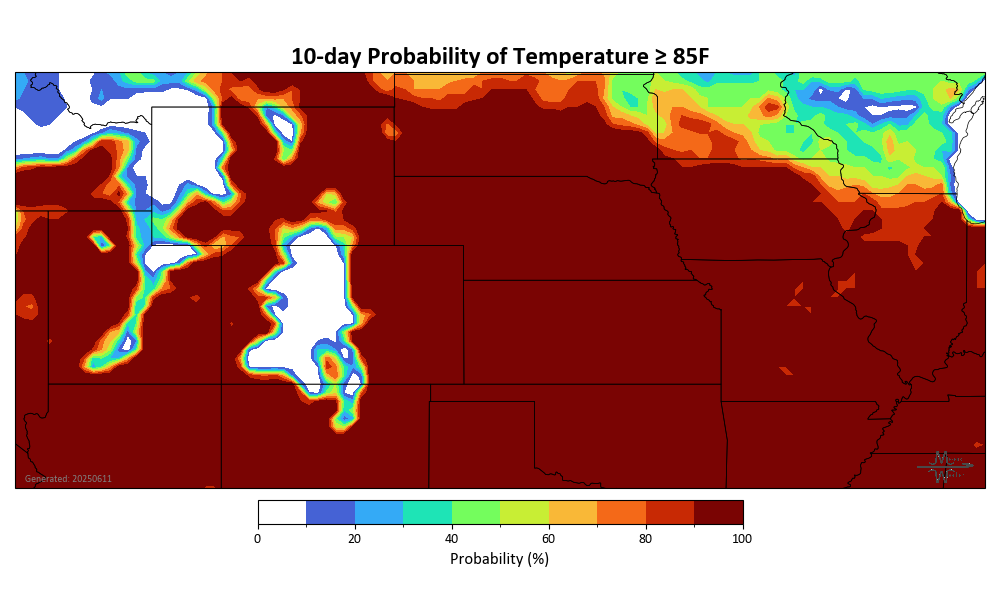 10-day Probability of Temperature ≥ 85F
Generated: 20250611
0 20 40 60 80 100
Probability (%)